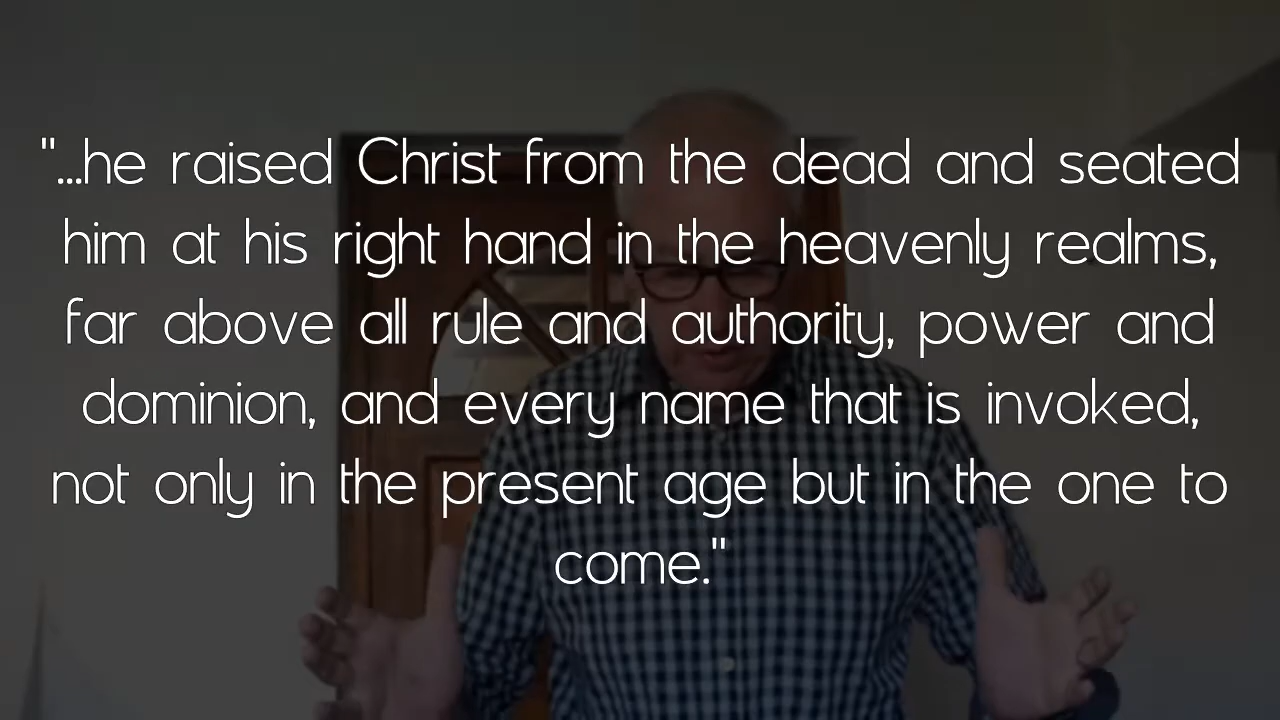 "...he raised Christ from the dead and seated
him at his right hand in the heavenly realms,
far above all rule and authority, power and
dominion, and every name that is invoked,
not only in the present age but in the one to
come."